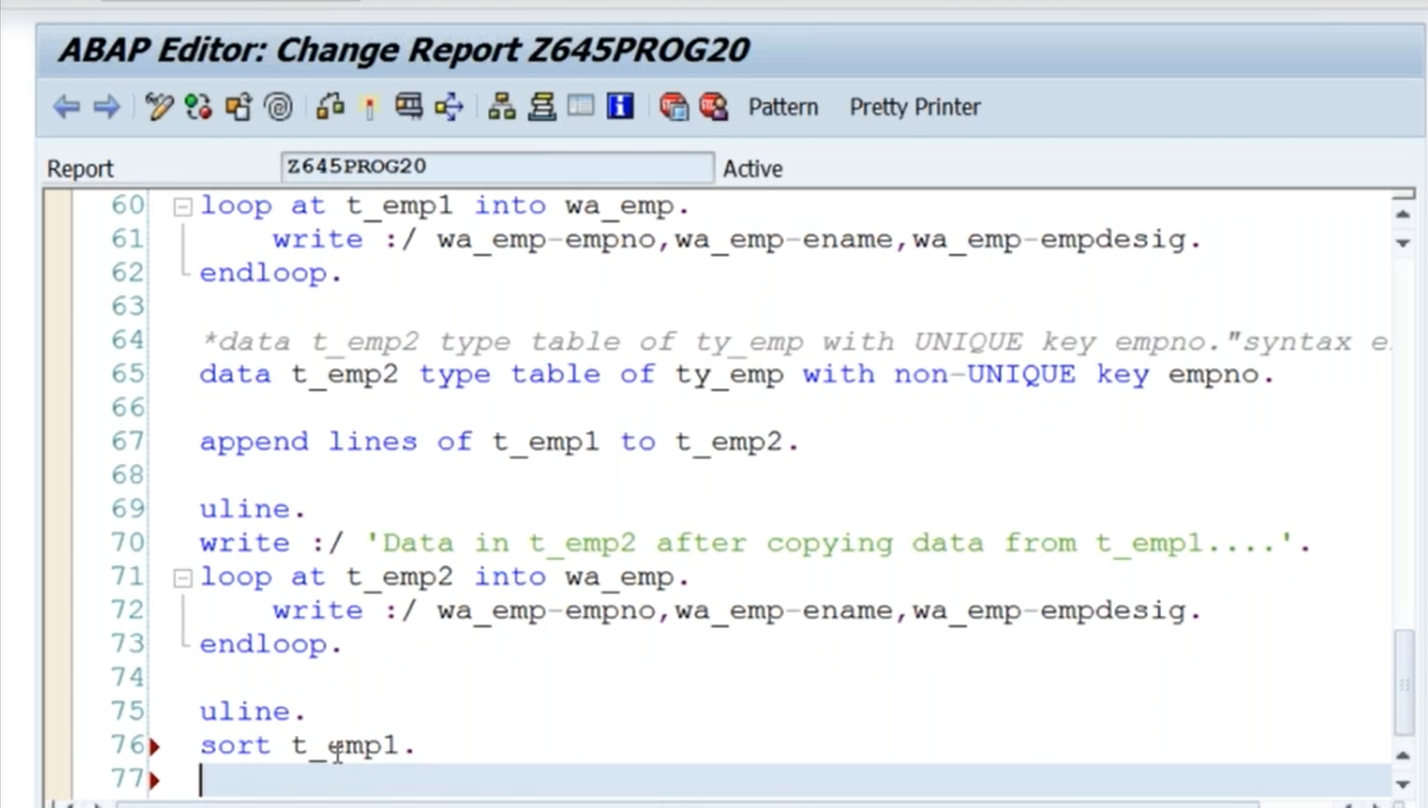 ABAP Editor: Change Report Z645PROG20
Pattern Pretty Printer
Report Z645PROG20 Active
60 loop at t_emp1 into wa_emp.
61 write :/ wa_emp-empno,wa_emp-ename,wa_emp-empdesig.
62 endloop.
63
64 *data t_emp2 type table of ty_emp with UNIQUE key empno."syntax e
65 data t_emp2 type table of ty_emp with non-UNIQUE key empno.
66
67 append lines of t_emp1 to t_emp2.
68
69 uline.
70 write :/ 'Data in t_emp2 after copying data from t_emp1....'.
71 loop at t_emp2 into wa_emp.
72 write :/ wa_emp-empno,wa_emp-ename,wa_emp-empdesig.
73 endloop.
74
75 uline.
76 sort t_emp1.
77